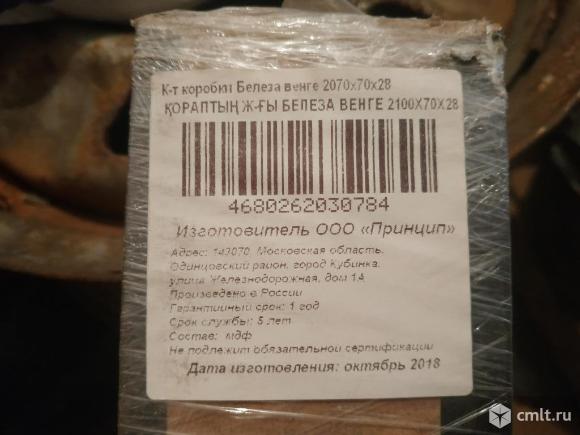 К-т коробки Белеза венге 2070х70х28
ҚОРАПТЫҢ Ж-ҒЫ БЕЛЕЗА ВЕНГЕ 2100Х70Х28
4680262030784
Изготовитель ООО «Принцип»
Адрес: 143070, Московская область,
Одинцовский район, город Кубинка,
улица Железнодорожная, дом 1А
Произведено в России
Гарантийный срок: 1 год
Срок службы: 5 лет
Состав: мдф
Не подлежит обязательной сертификации
Дата изготовления: октябрь 2018
cmlt.ru